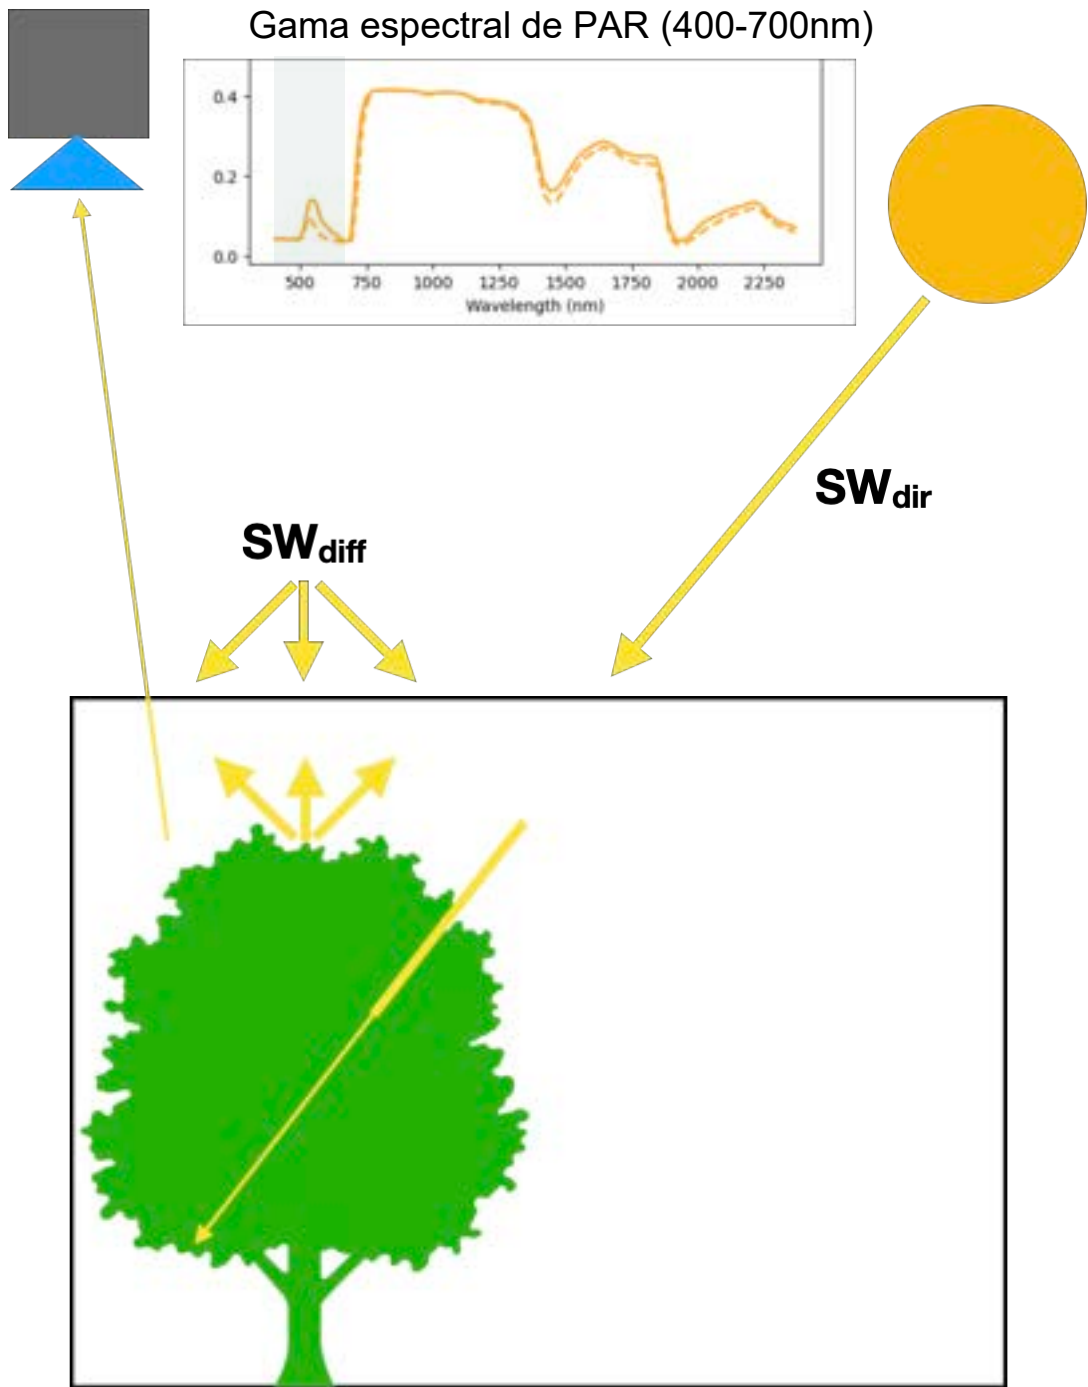 Gama espectral de PAR (400-700nm)
0.4
0.2
0.0
500 750 1000 1250 1500 1750 2000 2250
Wavelength (nm)
SWdir
SWdiff